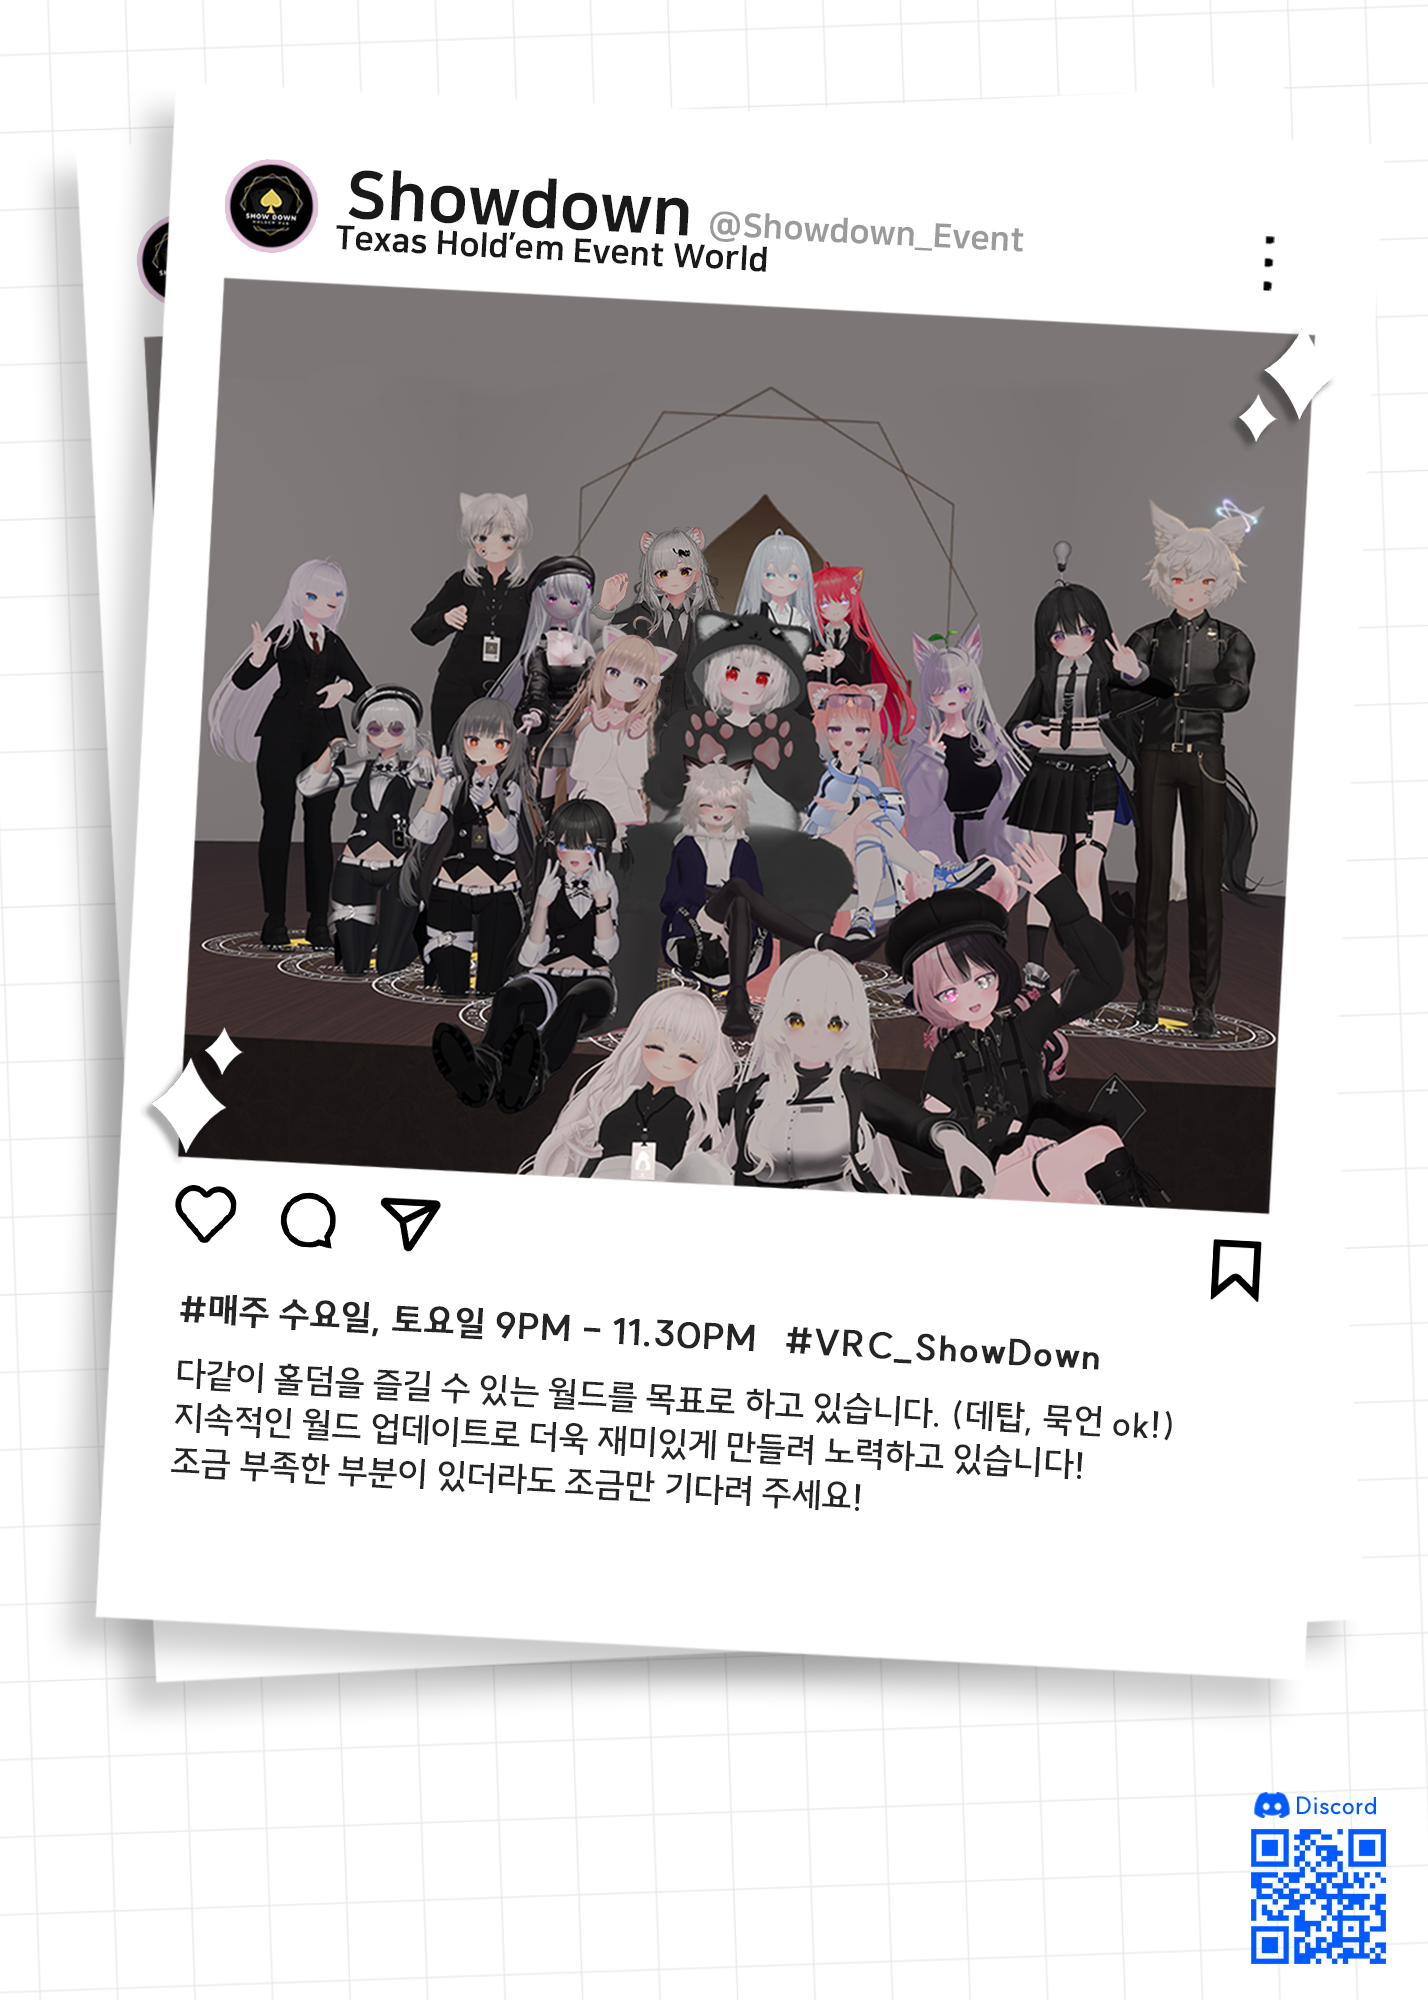 SHOW DOWN
HOLDEM PUB
Showdown @Showdown_Event
Texas Hold'em Event World
#매주 수요일, 토요일 9PM - 11.30PM #VRC_ShowDown
다같이 홀덤을 즐길 수 있는 월드를 목표로 하고 있습니다. (데탑, 묵언 ok!)
지속적인 월드 업데이트로 더욱 재미있게 만들려 노력하고 있습니다!
조금 부족한 부분이 있더라도 조금만 기다려 주세요!
Discord